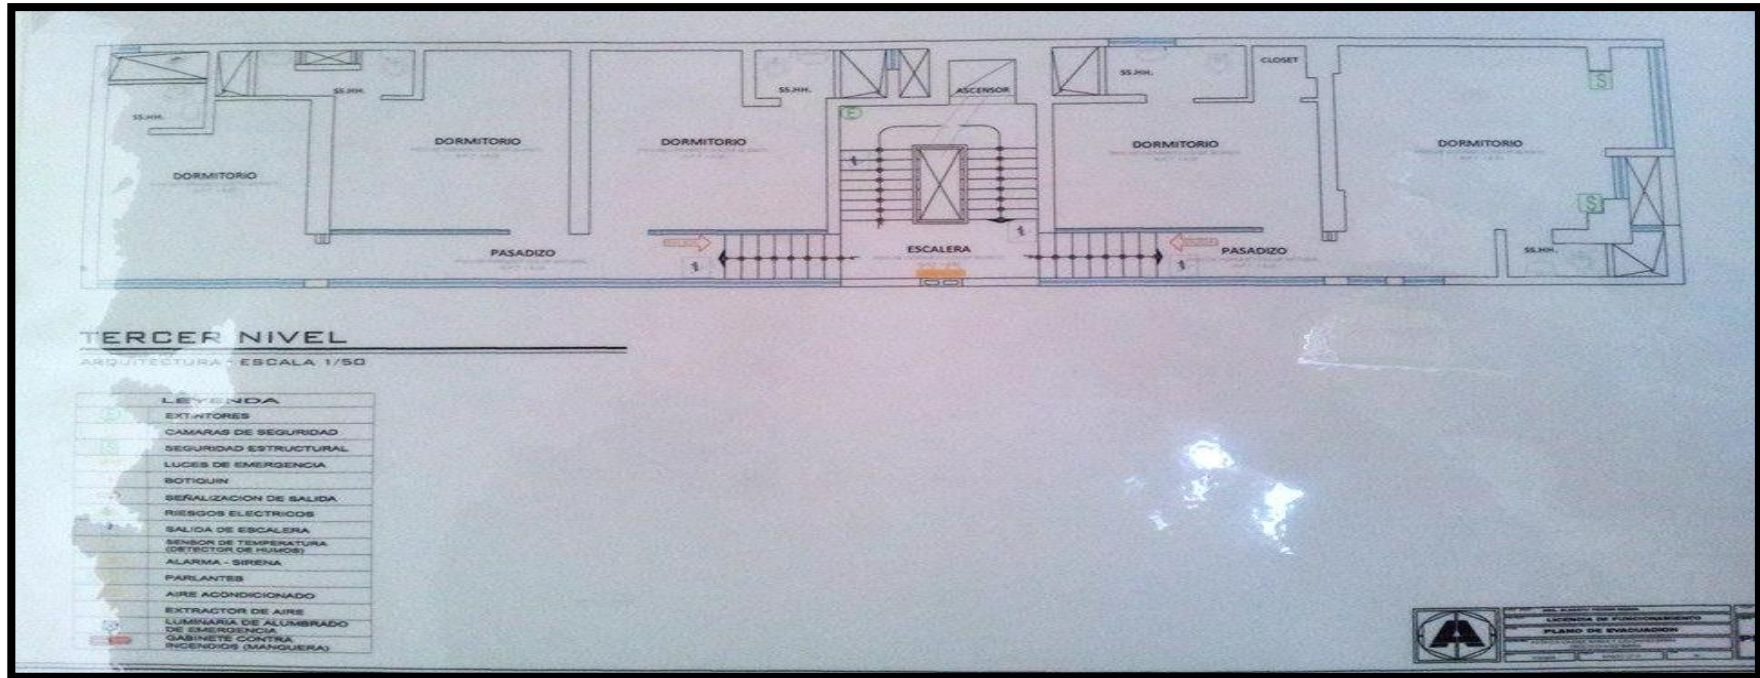 SS.HH.
SS.HH.
SS.HH.
ASCENSOR
SS.HH.
CLOSET
S
E
DORMITORIO
DORMITORIO
DORMITORIO
DORMITORIO
DORMITORIO
S
PASADIZO
ESCALERA
PASADIZO
SS.HH.
TERCER NIVEL
ARQUITECTURA - ESCALA 1/50
LEYENDA
EXTINTORES
CAMARAS DE SEGURIDAD
S
SEGURIDAD ESTRUCTURAL
LUCES DE EMERGENCIA
BOTIQUIN
SEÑALIZACION DE SALIDA
RIESGOS ELECTRICOS
SALIDA DE ESCALERA
SENSOR DE TEMPERATURA
(DETECTOR DE HUMOS)
ALARMA - SIRENA
PARLANTES
AIRE ACONDICIONADO
EXTRACTOR DE AIRE
LUMINARIA DE ALUMBRADO
DE EMERGENCIA
GABINETE CONTRA
INCENDIOS (MANGUERA)
LICENCIA DE FUNCIONAMIENTO
PLANO DE EVACUACION